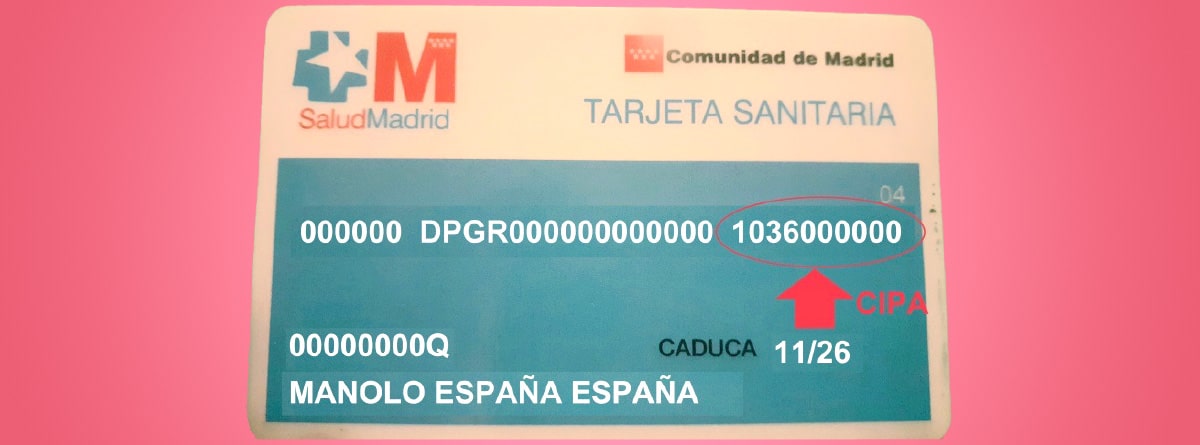 M
SaludMadrid
Comunidad de Madrid
TARJETA SANITARIA
04
000000 DPGR000000000000 1036000000
CIPA
00000000Q CADUCA 11/26
MANOLO ESPAÑA ESPAÑA